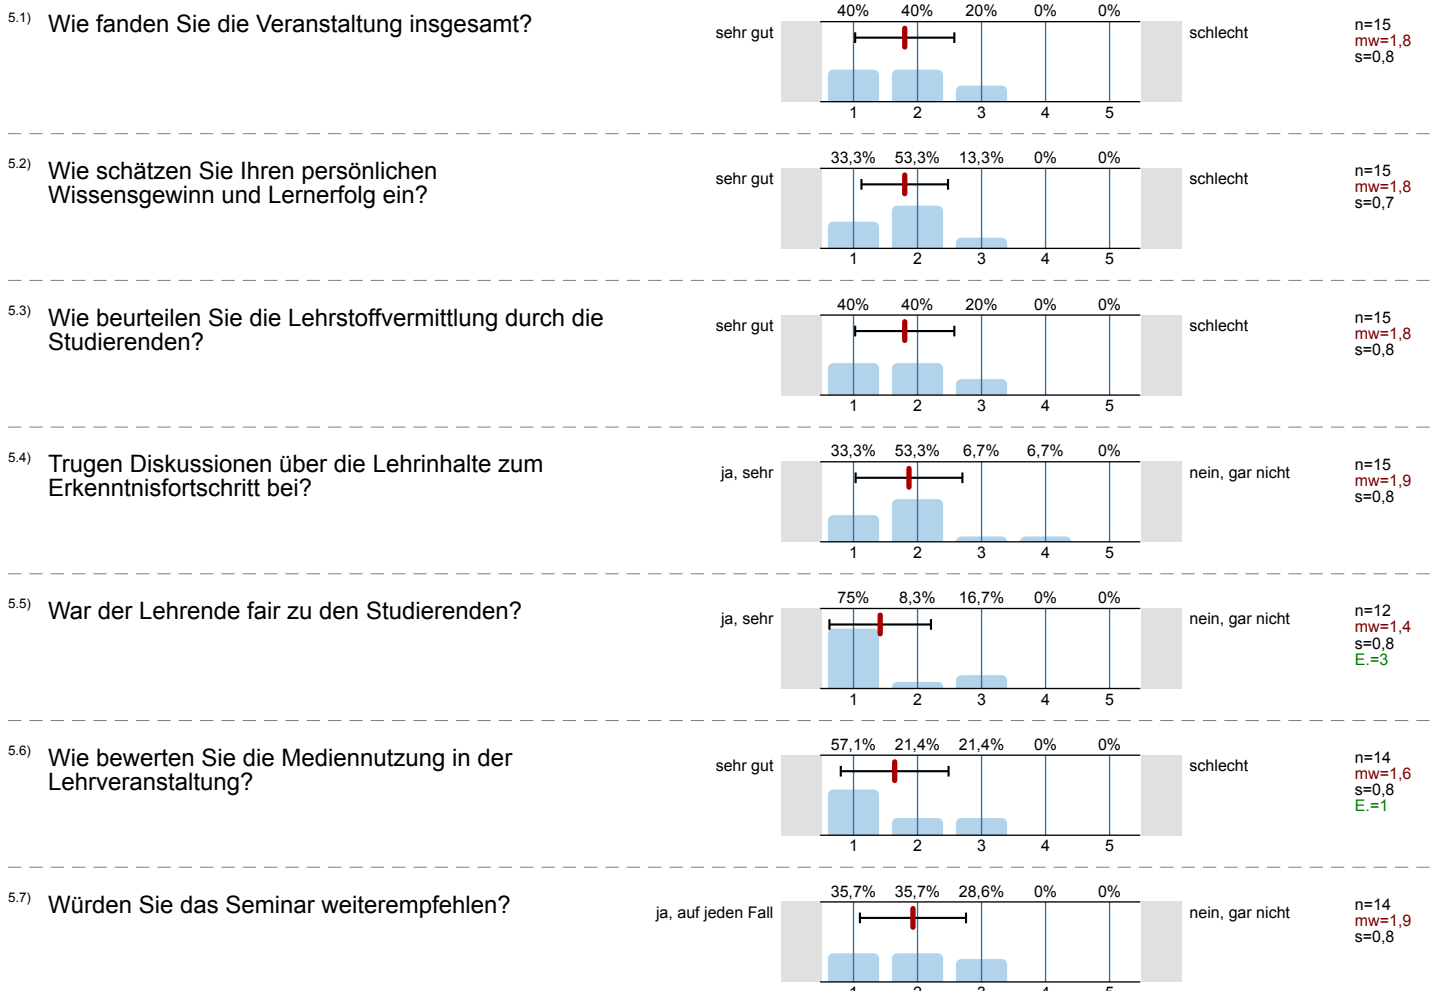 5.1) Wie fanden Sie die Veranstaltung insgesamt?
sehr gut
40% 40% 20% 0% 0%
1 2 3 4 5
schlecht
n=15
mw=1,8
s=0,8
5.2) Wie schätzen Sie Ihren persönlichen
Wissensgewinn und Lernerfolg ein?
sehr gut
33,3% 53,3% 13,3% 0% 0%
1 2 3 4 5
schlecht
n=15
mw=1,8
s=0,7
5.3) Wie beurteilen Sie die Lehrstoffvermittlung durch die
Studierenden?
sehr gut
40% 40% 20% 0% 0%
1 2 3 4 5
schlecht
n=15
mw=1,8
s=0,8
5.4) Trugen Diskussionen über die Lehrinhalte zum
Erkenntnisfortschritt bei?
ja, sehr
33,3% 53,3% 6,7% 6,7% 0%
1 2 3 4 5
nein, gar nicht
n=15
mw=1,9
s=0,8
5.5) War der Lehrende fair zu den Studierenden?
ja, sehr
75% 8,3% 16,7% 0% 0%
1 2 3 4 5
nein, gar nicht
n=12
mw=1,4
s=0,8
E.=3
5.6) Wie bewerten Sie die Mediennutzung in der
Lehrveranstaltung?
sehr gut
57,1% 21,4% 21,4% 0% 0%
1 2 3 4 5
schlecht
n=14
mw=1,6
s=0,8
E.=1
5.7) Würden Sie das Seminar weiterempfehlen?
ja, auf jeden Fall
35,7% 35,7% 28,6% 0% 0%
1 2 3 4 5
nein, gar nicht
n=14
mw=1,9
s=0,8